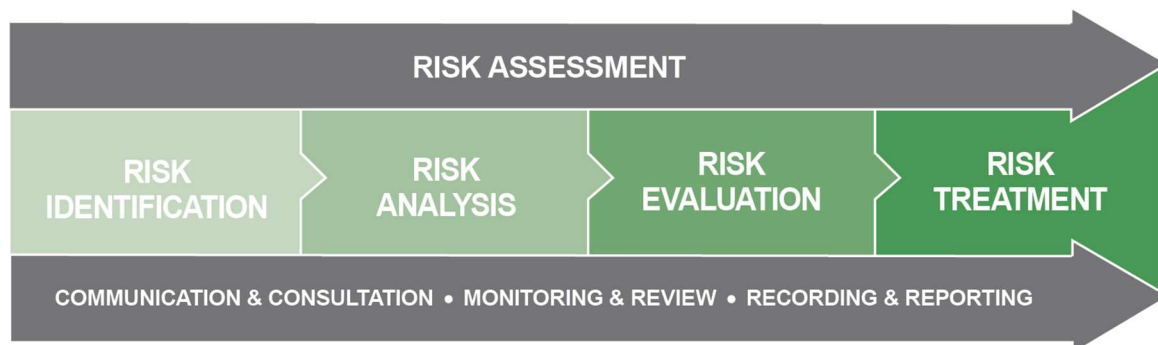 RISK ASSESSMENT
RISK
IDENTIFICATION
RISK
ANALYSIS
RISK
EVALUATION
RISK
TREATMENT
COMMUNICATION & CONSULTATION • MONITORING & REVIEW • RECORDING & REPORTING